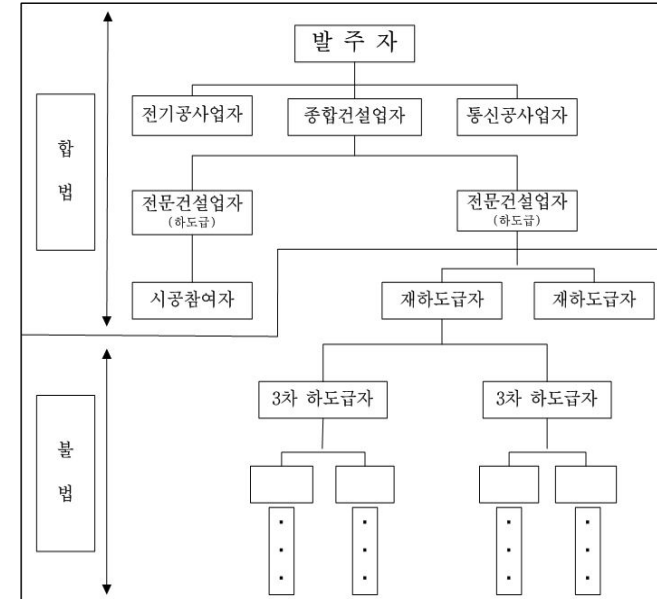 발 주 자
전기공사업자
종합건설업자
통신공사업자
합
법
전문건설업자
(하도급)
전문건설업자
(하도급)
시공참여자
재하도급자
재하도급자
불
법
3차 하도급자
3차 하도급자